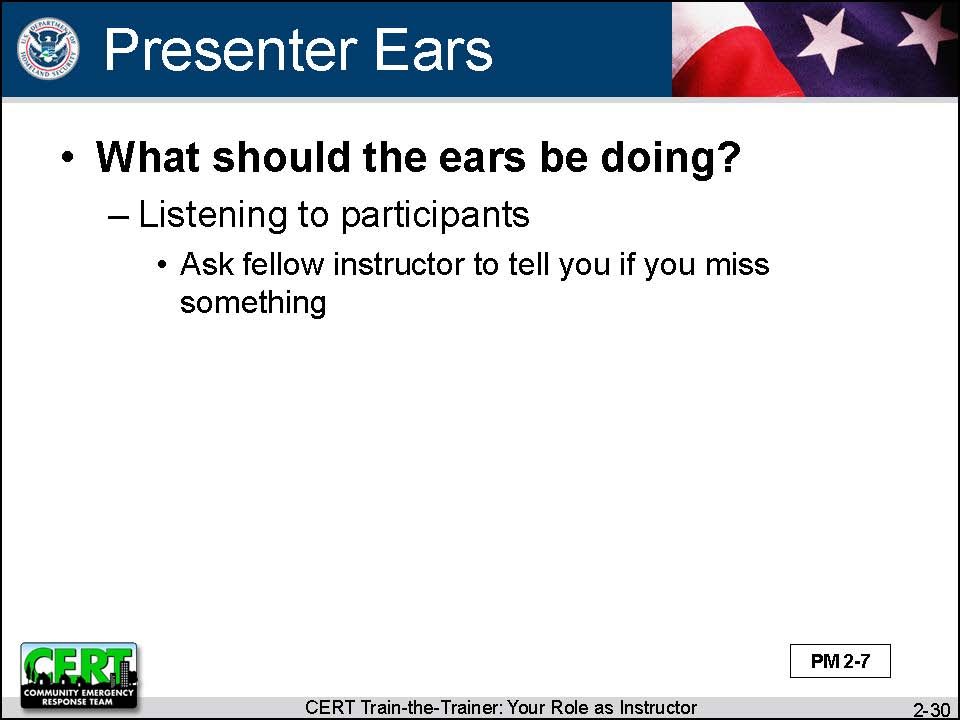 U.S. DEPARTMENT OF HOMELAND SECURITY
Presenter Ears
• What should the ears be doing?
– Listening to participants
• Ask fellow instructor to tell you if you miss
something
PM 2-7
CERT
COMMUNITY EMERGENCY
RESPONSE TEAM
CERT Train-the-Trainer: Your Role as Instructor
2-30